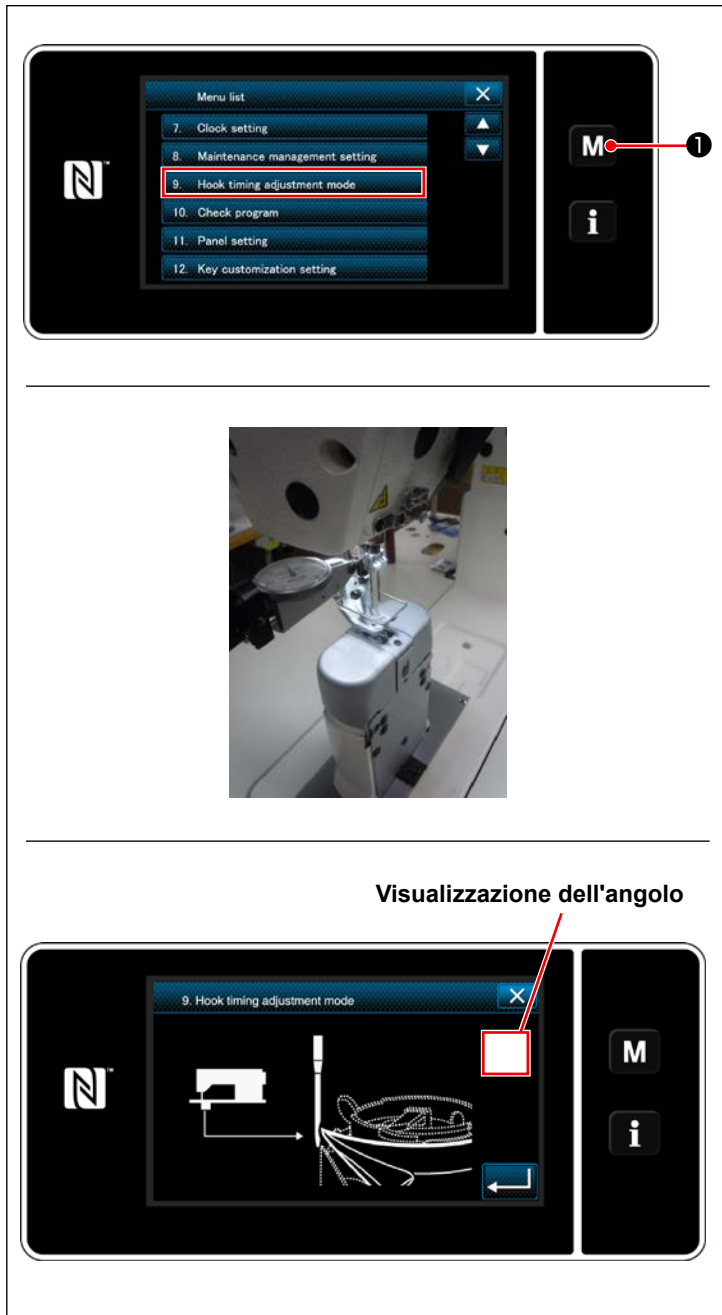 Menu list
7. Clock setting
8. Maintenance management setting
9. Hook timing adjustment mode
10. Check program
11. Panel setting
12. Key customization setting
M
❶
i
Visualizzazione dell'angolo
9. Hook timing adjustment mode
M
i